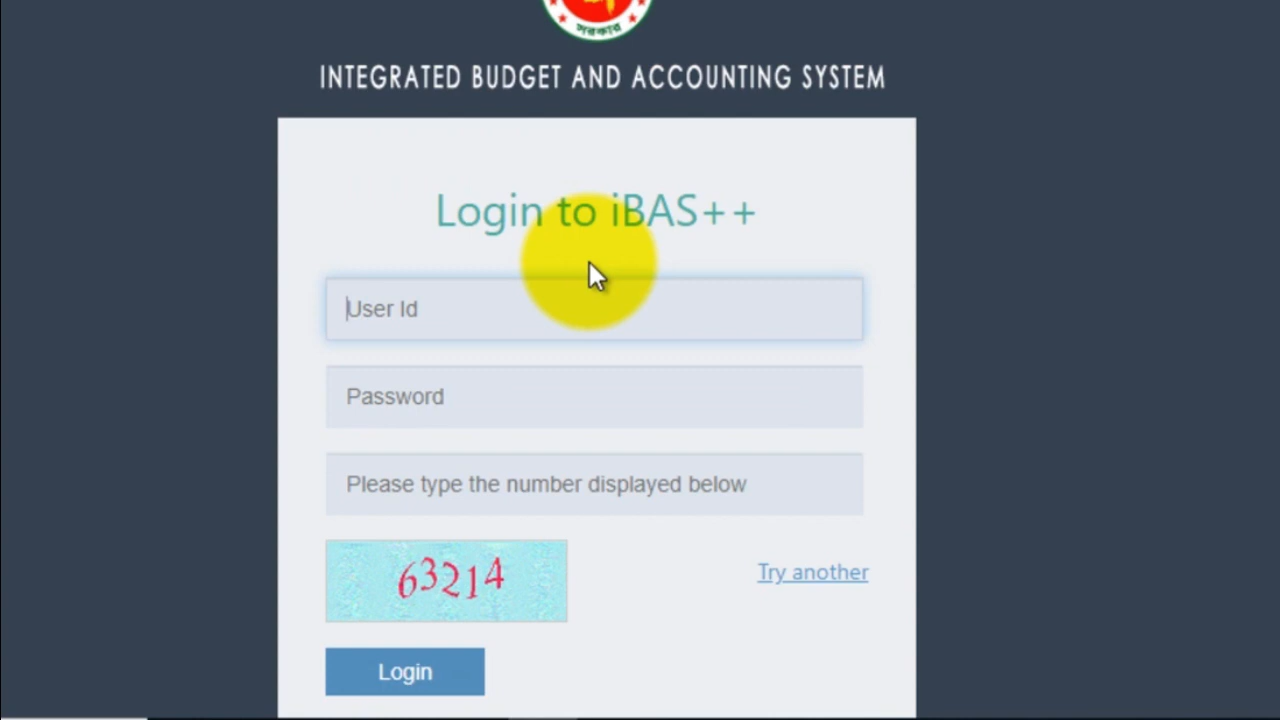 সরকার
INTEGRATED BUDGET AND ACCOUNTING SYSTEM
Login to iBAS++
User Id
Password
Please type the number displayed below
63214
Try another
Login